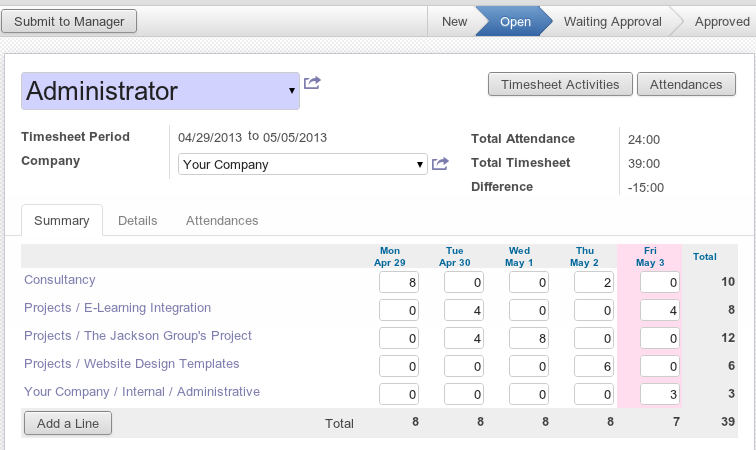 Submit to Manager New Open Waiting Approval Approved
Administrator Timesheet Activities Attendances
Timesheet Period 04/29/2013 to 05/05/2013 Total Attendance 24:00
Company Your Company Total Timesheet 39:00
Difference -15:00
Summary Details Attendances
Mon Tue Wed Thu Fri
Apr 29 Apr 30 May 1 May 2 May 3 Total
Consultancy 8 0 0 2 0 10
Projects / E-Learning Integration 0 4 0 0 4 8
Projects / The Jackson Group's Project 0 4 8 0 0 12
Projects / Website Design Templates 0 0 0 6 0 6
Your Company / Internal / Administrative 0 0 0 0 3 3
Add a Line Total 8 8 8 8 7 39